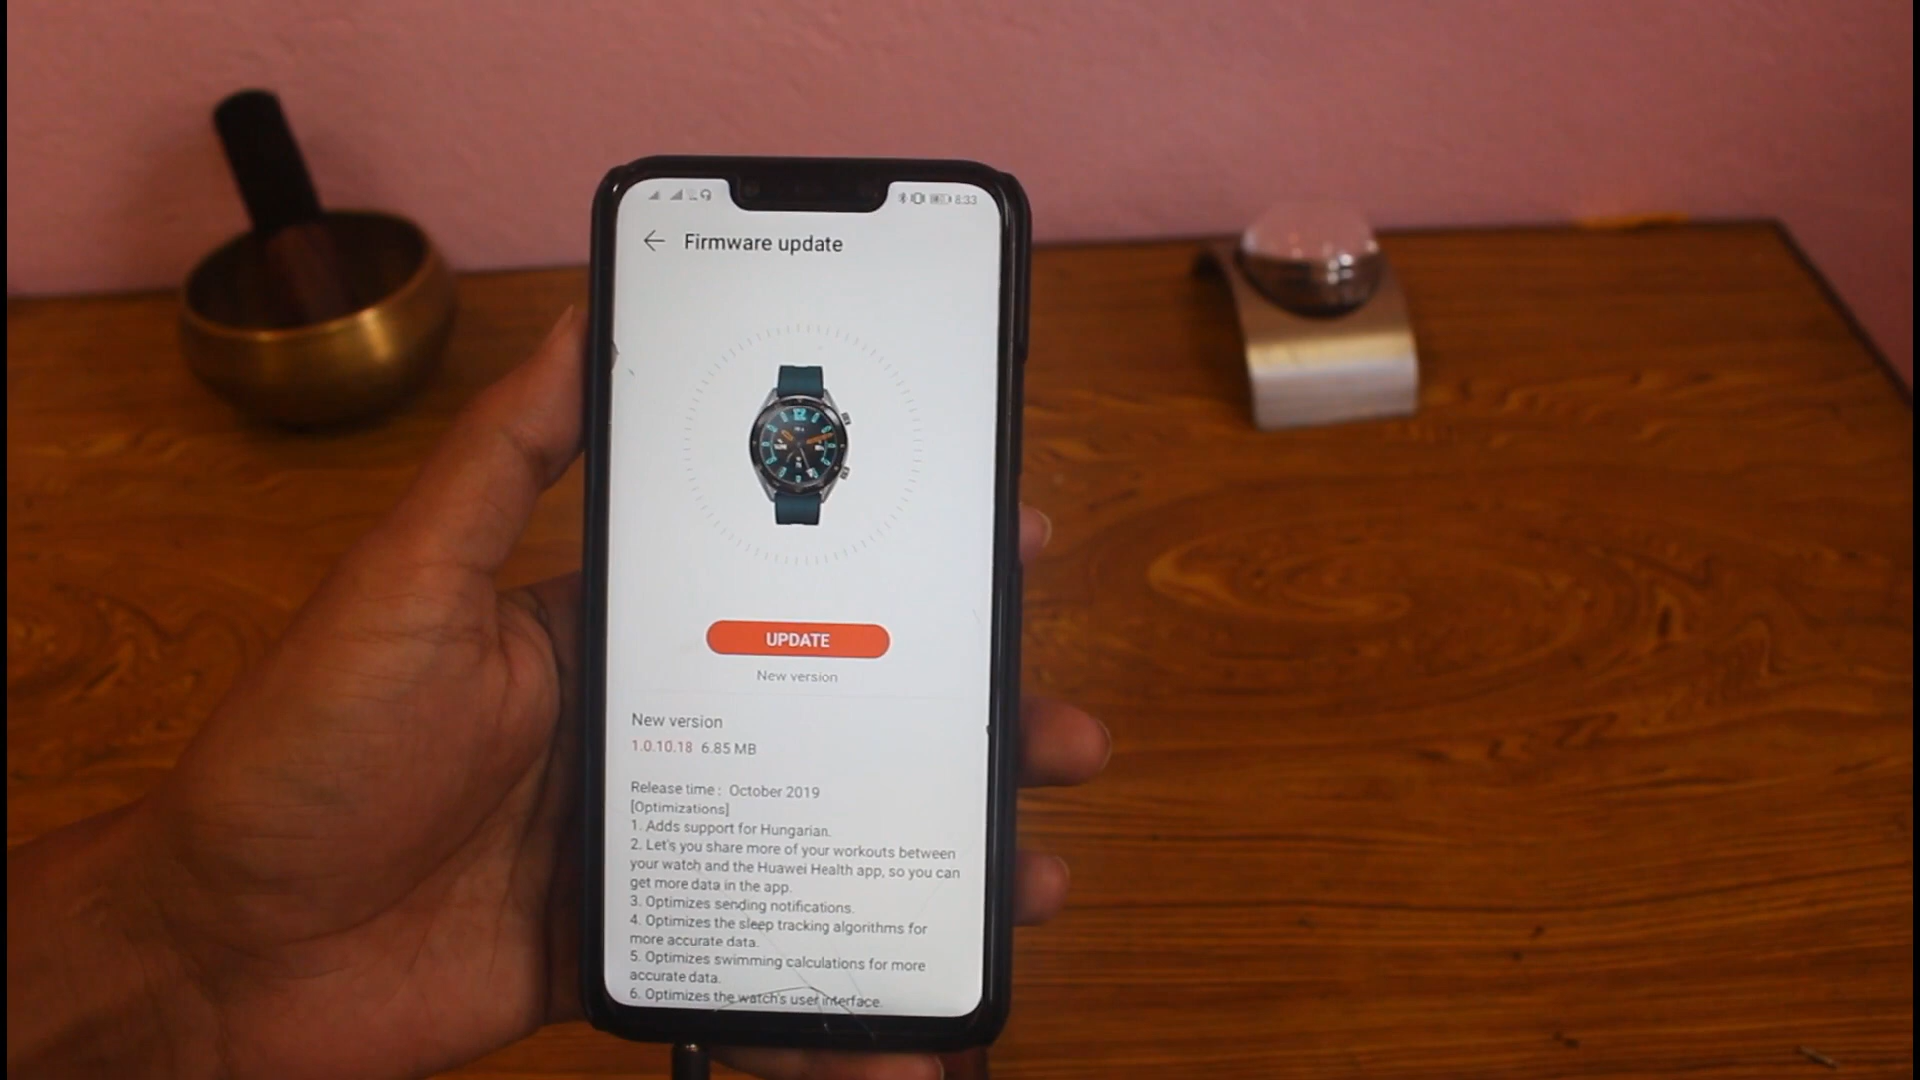 8:33
Firmware update
UPDATE
New version
New version
1.0.10.18 6.85 MB
Release time : October 2019
[Optimizations]
1. Adds support for Hungarian.
2. Let's you share more of your workouts between
your watch and the Huawei Health app, so you can
get more data in the app.
3. Optimizes sending notifications.
4. Optimizes the sleep tracking algorithms for
more accurate data.
5. Optimizes swimming calculations for more
accurate data.
6. Optimizes the watch's user interface.